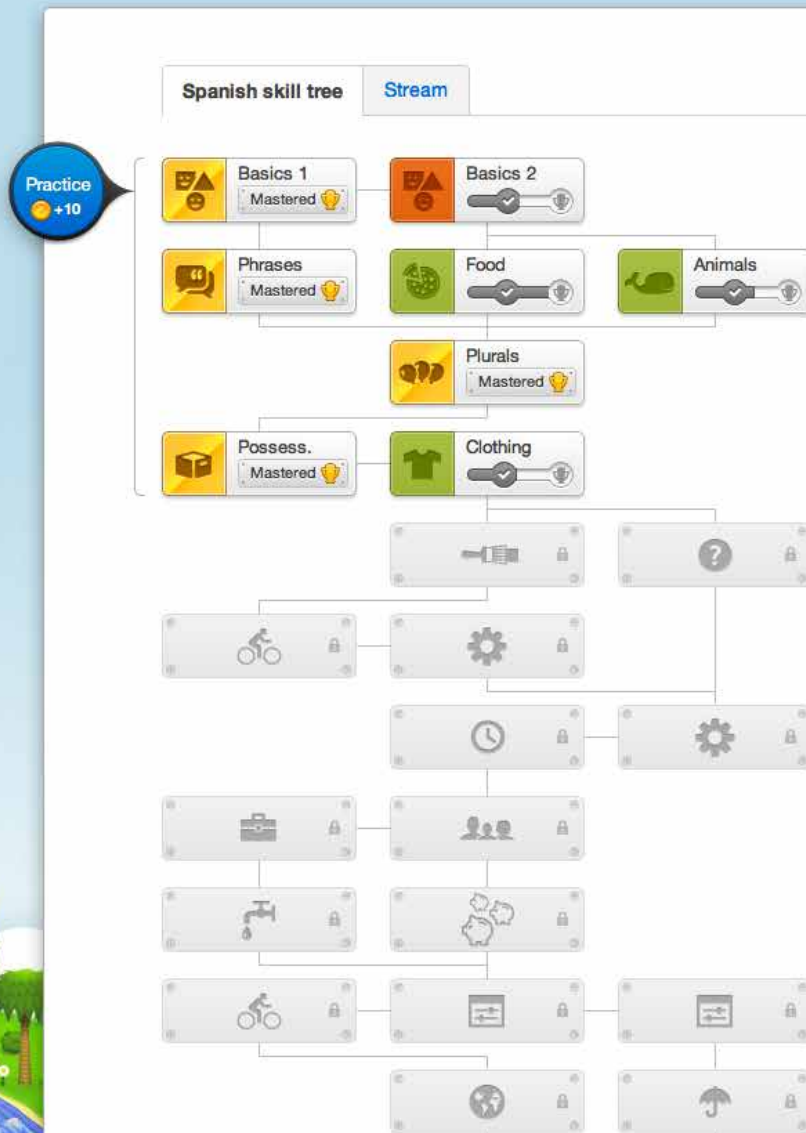 Spanish skill tree
Stream
Practice
+10
Basics 1
Mastered
Basics 2
Phrases
Mastered
Food
Animals
Plurals
Mastered
Possess.
Mastered
Clothing
?